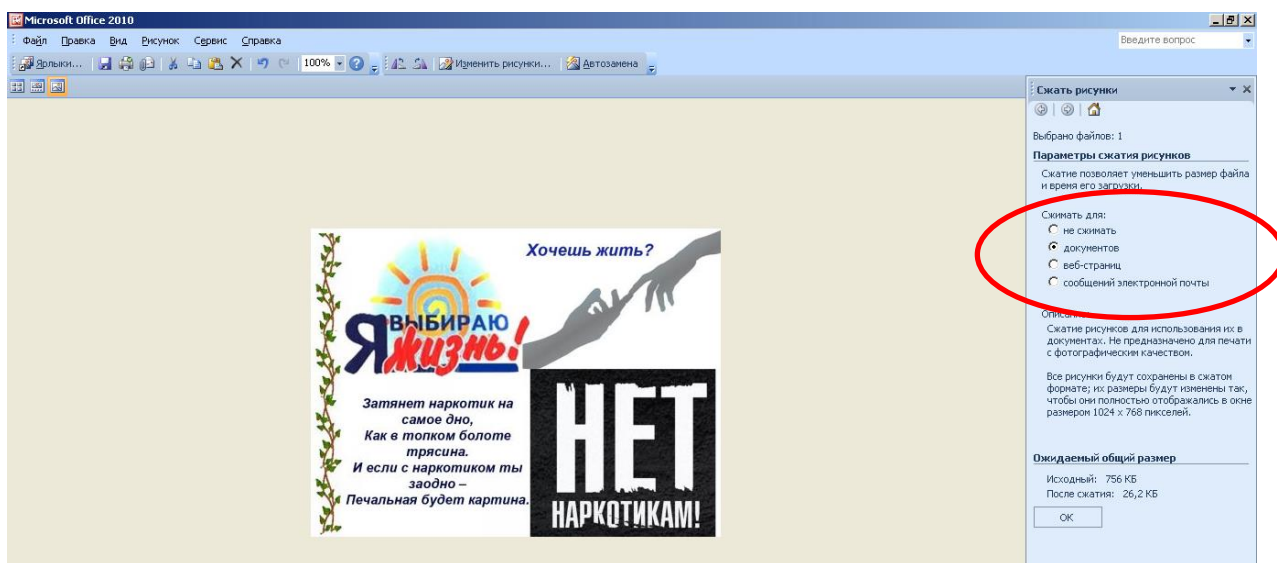 Microsoft Office 2010
Файл Правка Вид Рисунок Сервис Справка
Введите вопрос
Ярлыки... 100% Изменить рисунки... Автозамена
Сжать рисунки
Выбрано файлов: 1
Параметры сжатия рисунков
Сжатие позволяет уменьшить размер файла
и время его загрузки.
Сжимать для:
не сжимать
документов
веб-страниц
сообщений электронной почты
Описание:
Сжатие рисунков для использования их в
документах. Не предназначено для печати
с фотографическим качеством.
Все рисунки будут сохранены в сжатом
формате; их размеры будут изменены так,
чтобы они полностью отображались в окне
размером 1024 x 768 пикселей.
Ожидаемый общий размер
Исходный: 756 КБ
После сжатия: 26,2 КБ
ОК
Хочешь жить?
Я ВЫБИРАЮ
жизнь!
Затянет наркотик на
самое дно,
Как в топком болоте
трясина.
И если с наркотиком ты
заодно –
Печальная будет картина.
НЕТ
НАРКОТИКАМ!